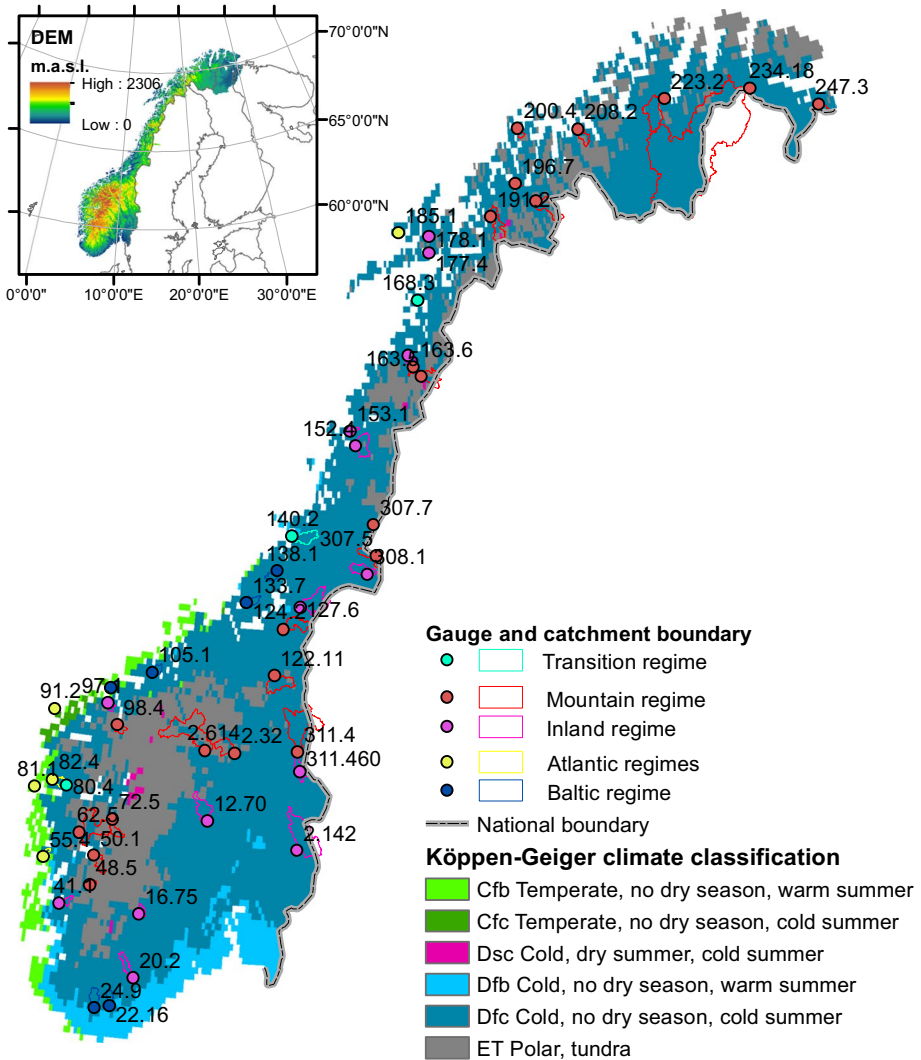 DEM
m.a.s.l.
High : 2306
Low : 0
70°0'0"N
65°0'0"N
60°0'0"N
0°0'0"
10°0'0"E
20°0'0"E
30°0'0"E
234.18
223.2
247.3
200.4
208.2
196.7
191.2
185.1
178.1
177.4
168.3
163.6
163.5
153.1
152.4
307.7
140.2
307.5
138.1
308.1
133.7
127.6
124.2
105.1
122.11
97.1
91.2
98.4
2.614
2.32
311.4
311.460
82.4
81.1
80.4
72.5
12.70
62.5
50.1
2.142
55.4
48.5
41.1
16.75
20.2
24.9
22.16
Gauge and catchment boundary
Transition regime
Mountain regime
Inland regime
Atlantic regimes
Baltic regime
National boundary
Köppen-Geiger climate classification
Cfb Temperate, no dry season, warm summer
Cfc Temperate, no dry season, cold summer
Dsc Cold, dry summer, cold summer
Dfb Cold, no dry season, warm summer
Dfc Cold, no dry season, cold summer
ET Polar, tundra